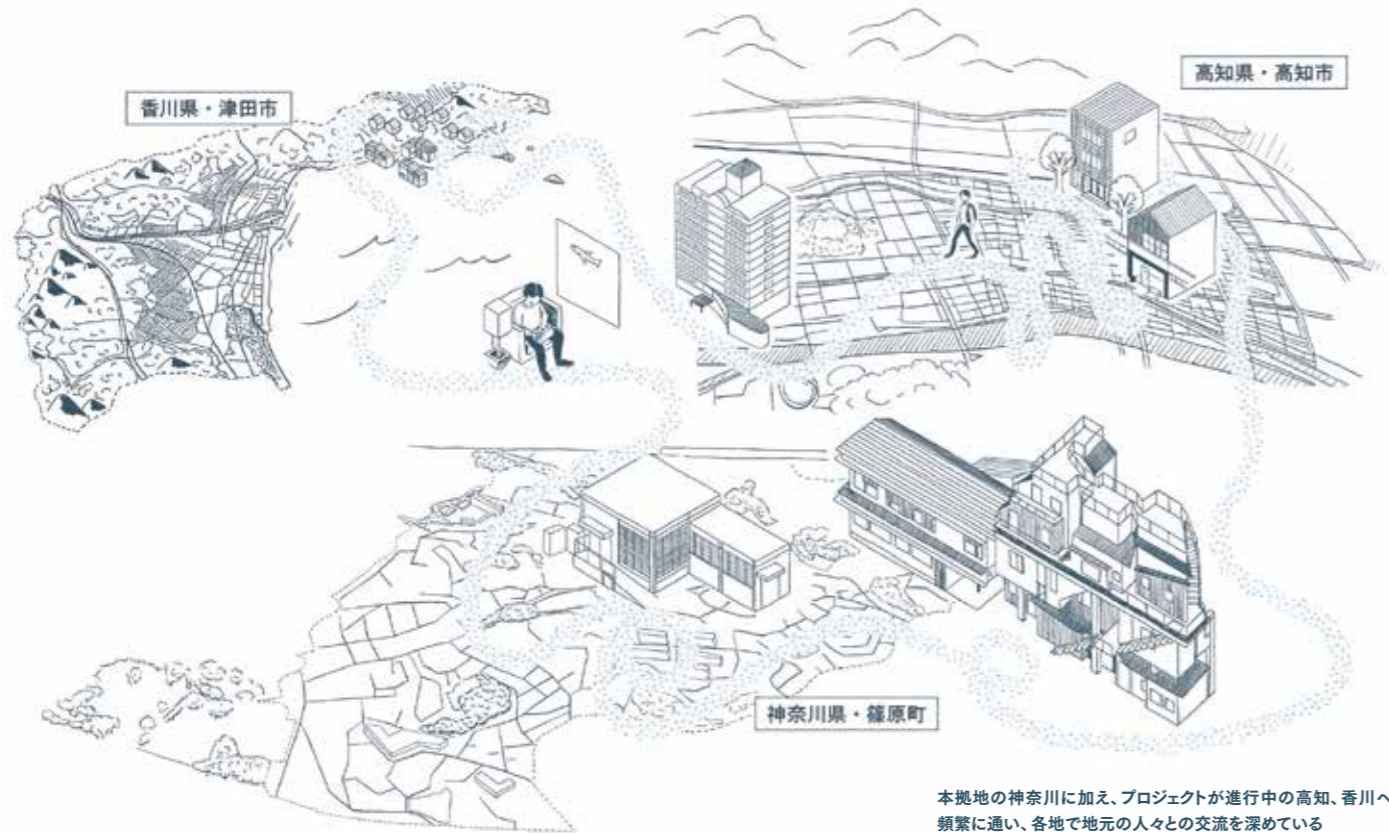 香川県・津田市
高知県・高知市
神奈川県・篠原町
本拠地の神奈川に加え、プロジェクトが進行中の高知、香川へ
頻繁に通い、各地で地元の人々との交流を深めている